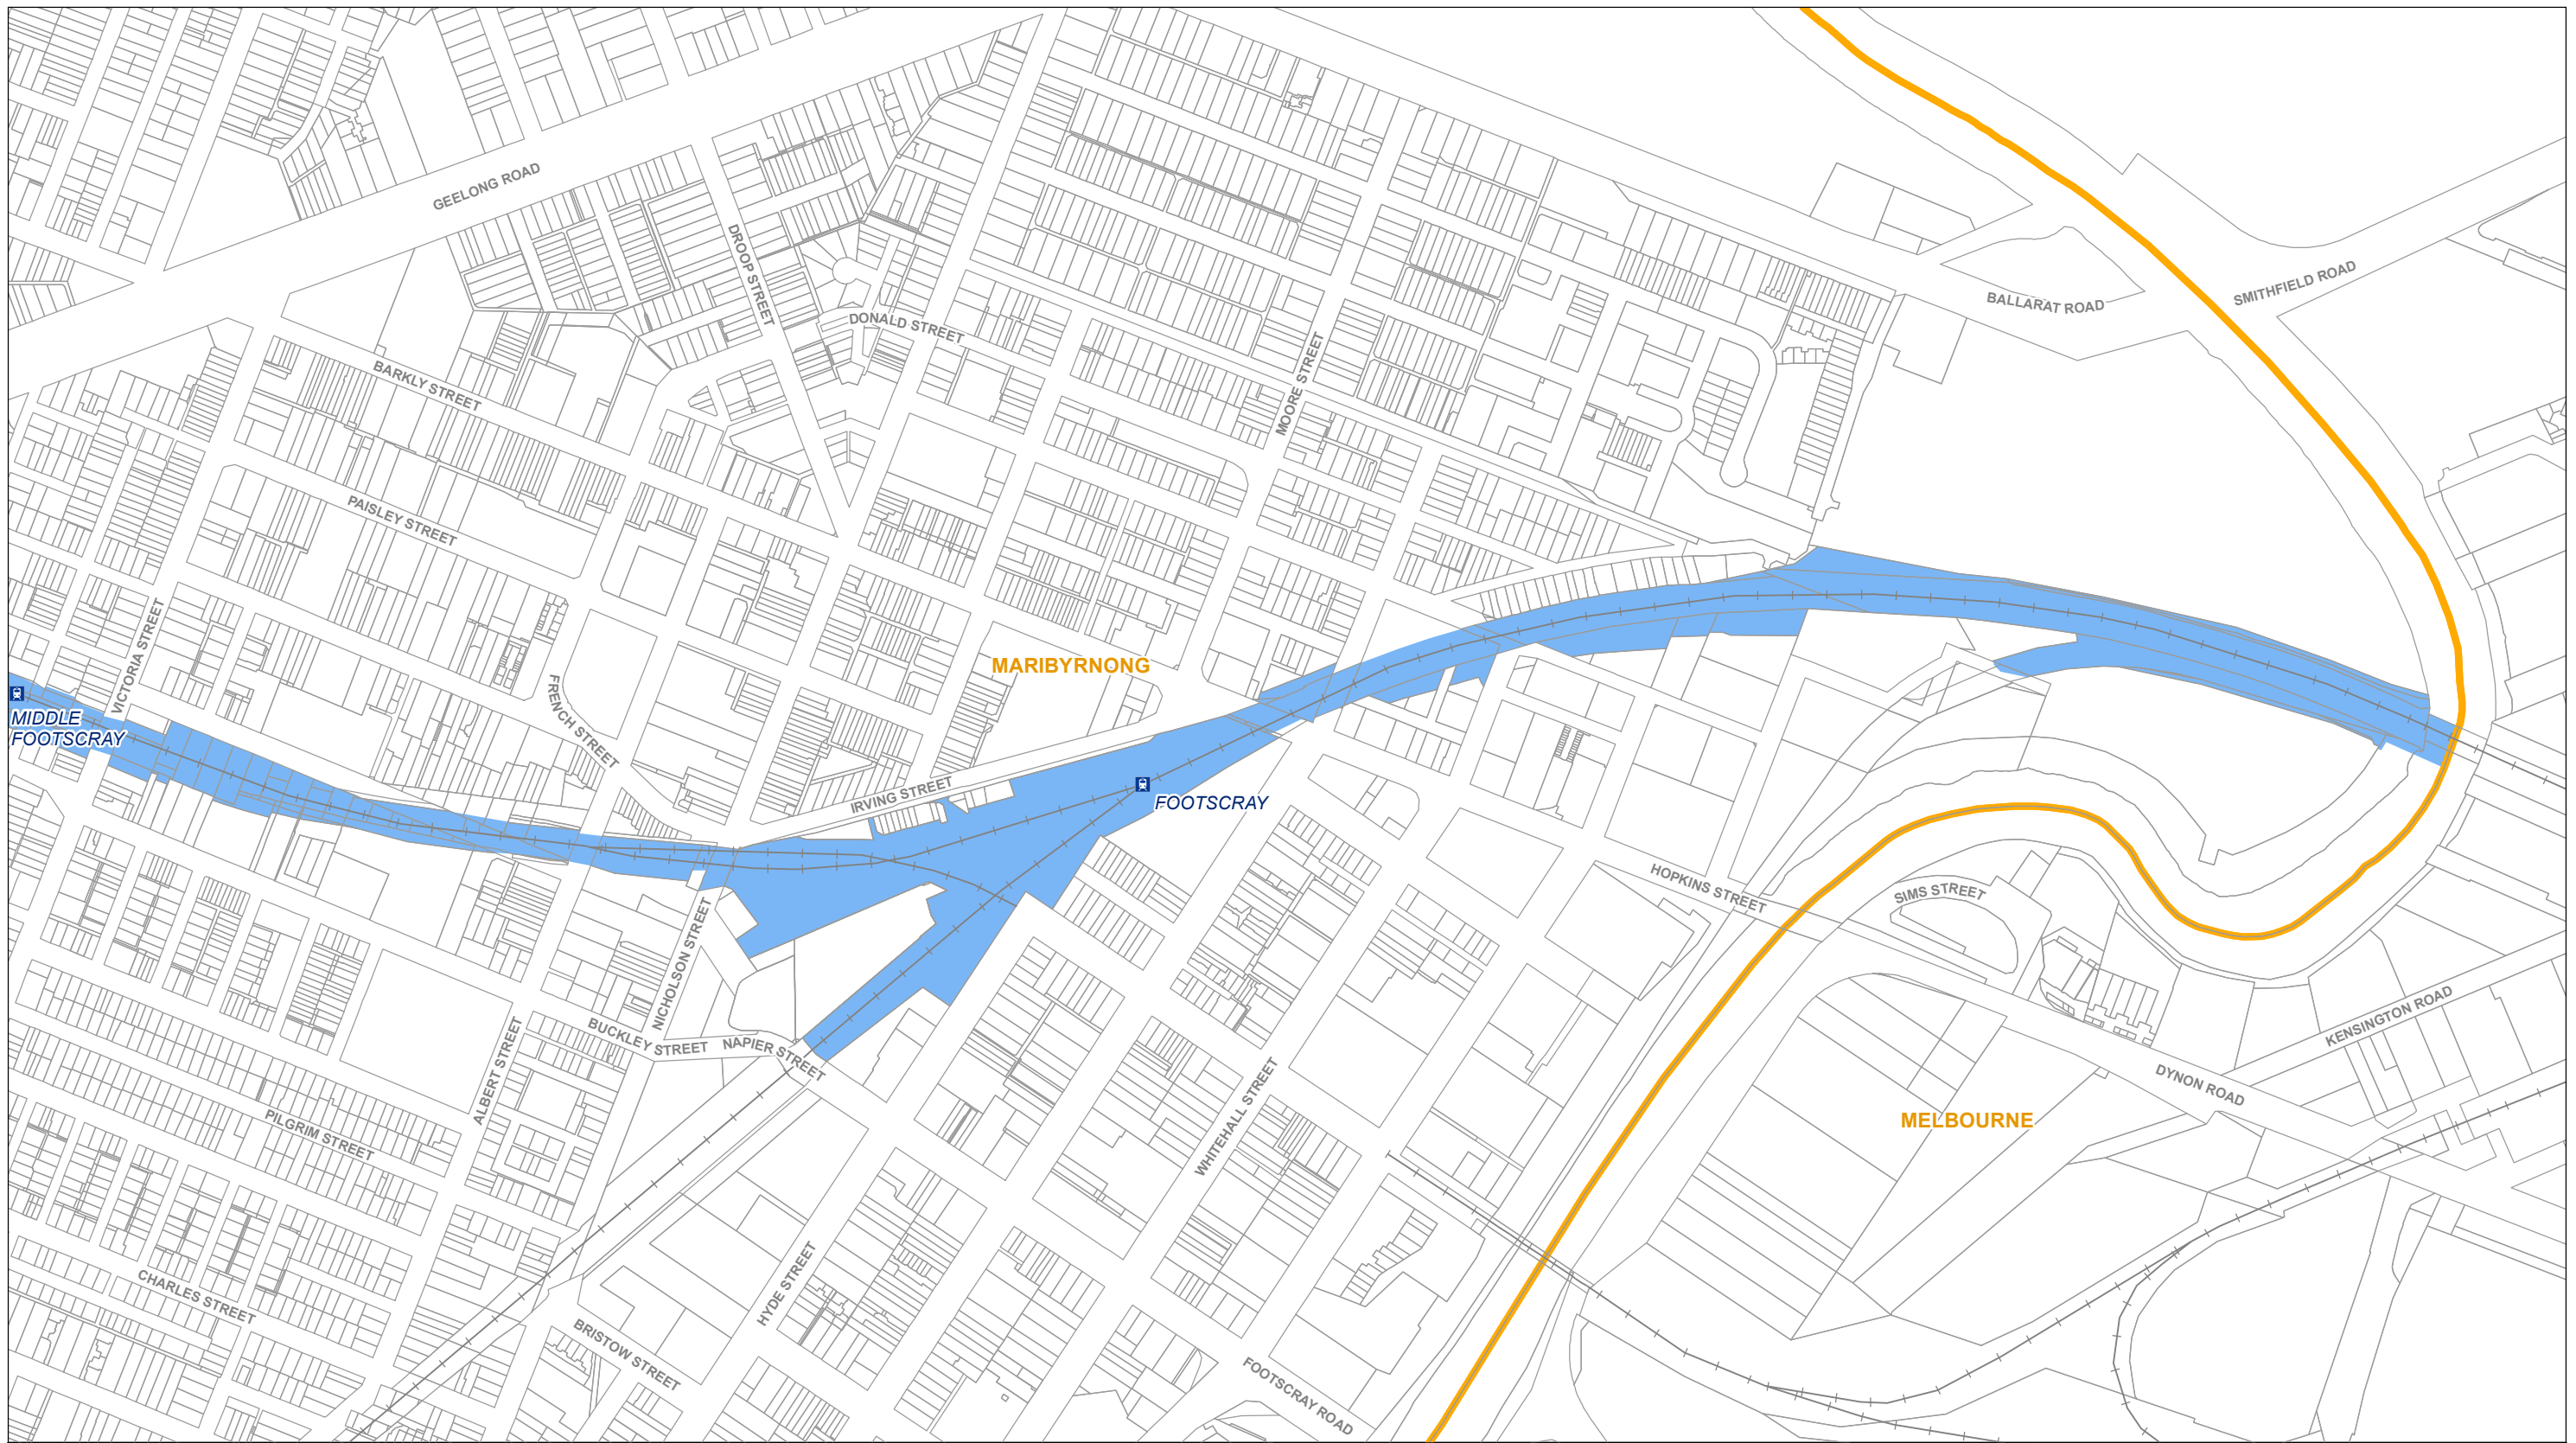 GEELONG ROAD
DROOP STREET
DONALD STREET
BALLARAT ROAD
SMITHFIELD ROAD
MOORE STREET
BARKLY STREET
PAISLEY STREET
VICTORIA STREET
FRENCH STREET
MARIBYRNONG
MIDDLE
FOOTSCRAY
IRVING STREET
FOOTSCRAY
HOPKINS STREET
SIMS STREET
NICHOLSON STREET
KENSINGTON ROAD
BUCKLEY STREET
NAPIER STREET
ALBERT STREET
DYNON ROAD
WHITEHALL STREET
MELBOURNE
PILGRIM STREET
HYDE STREET
CHARLES STREET
BRISTOW STREET
FOOTSCRAY ROAD